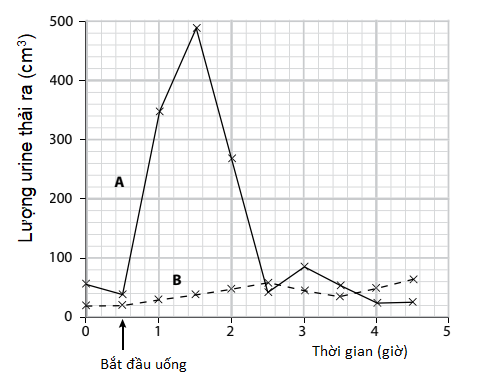 Lượng urine thải ra (cm³)
500
400
300
200
100
0
A
B
0 1 2 3 4 5
Thời gian (giờ)
Bắt đầu uống